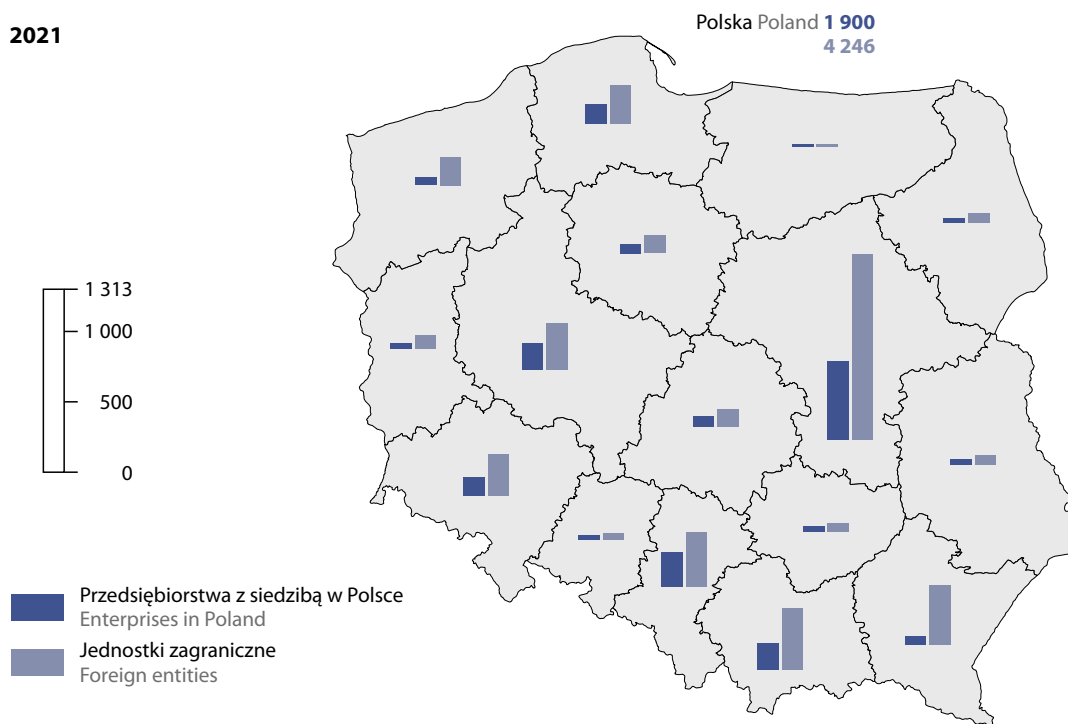 2021
Polska Poland 1 900
4 246
1 313
1 000
500
0
Przedsiębiorstwa z siedzibą w Polsce
Enterprises in Poland
Jednostki zagraniczne
Foreign entities